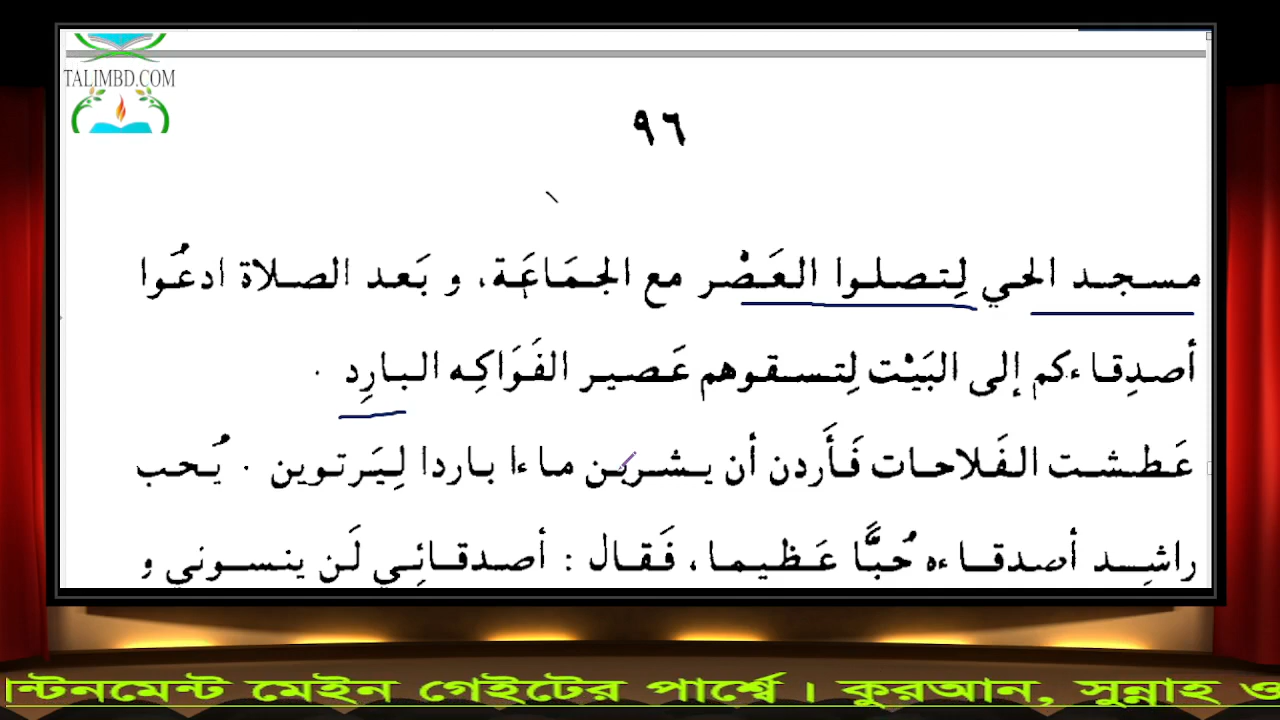 TALIMBD.COM
٩٦
مسجد الحي لِتصلوا العَصْر مع الجمَاعَة، و بَعد الصلاة ادعُوا
أصدِقاءكم إلى البَيْت لِتسقوهم عَصير الفَوَاكِه البارِد .
عَطشت الفَلاحات فَأَردن أن يشربن ماءا باردا لِيَرتوين . يُحب
راشِد أصدقاءه حُبًّا عَظيما، فَقال : أصدقائِي لَن ينسوني و
ন্টনমেন্ট মেইন গেইটের পার্শ্বে । কুরআন, সুন্নাহ ও